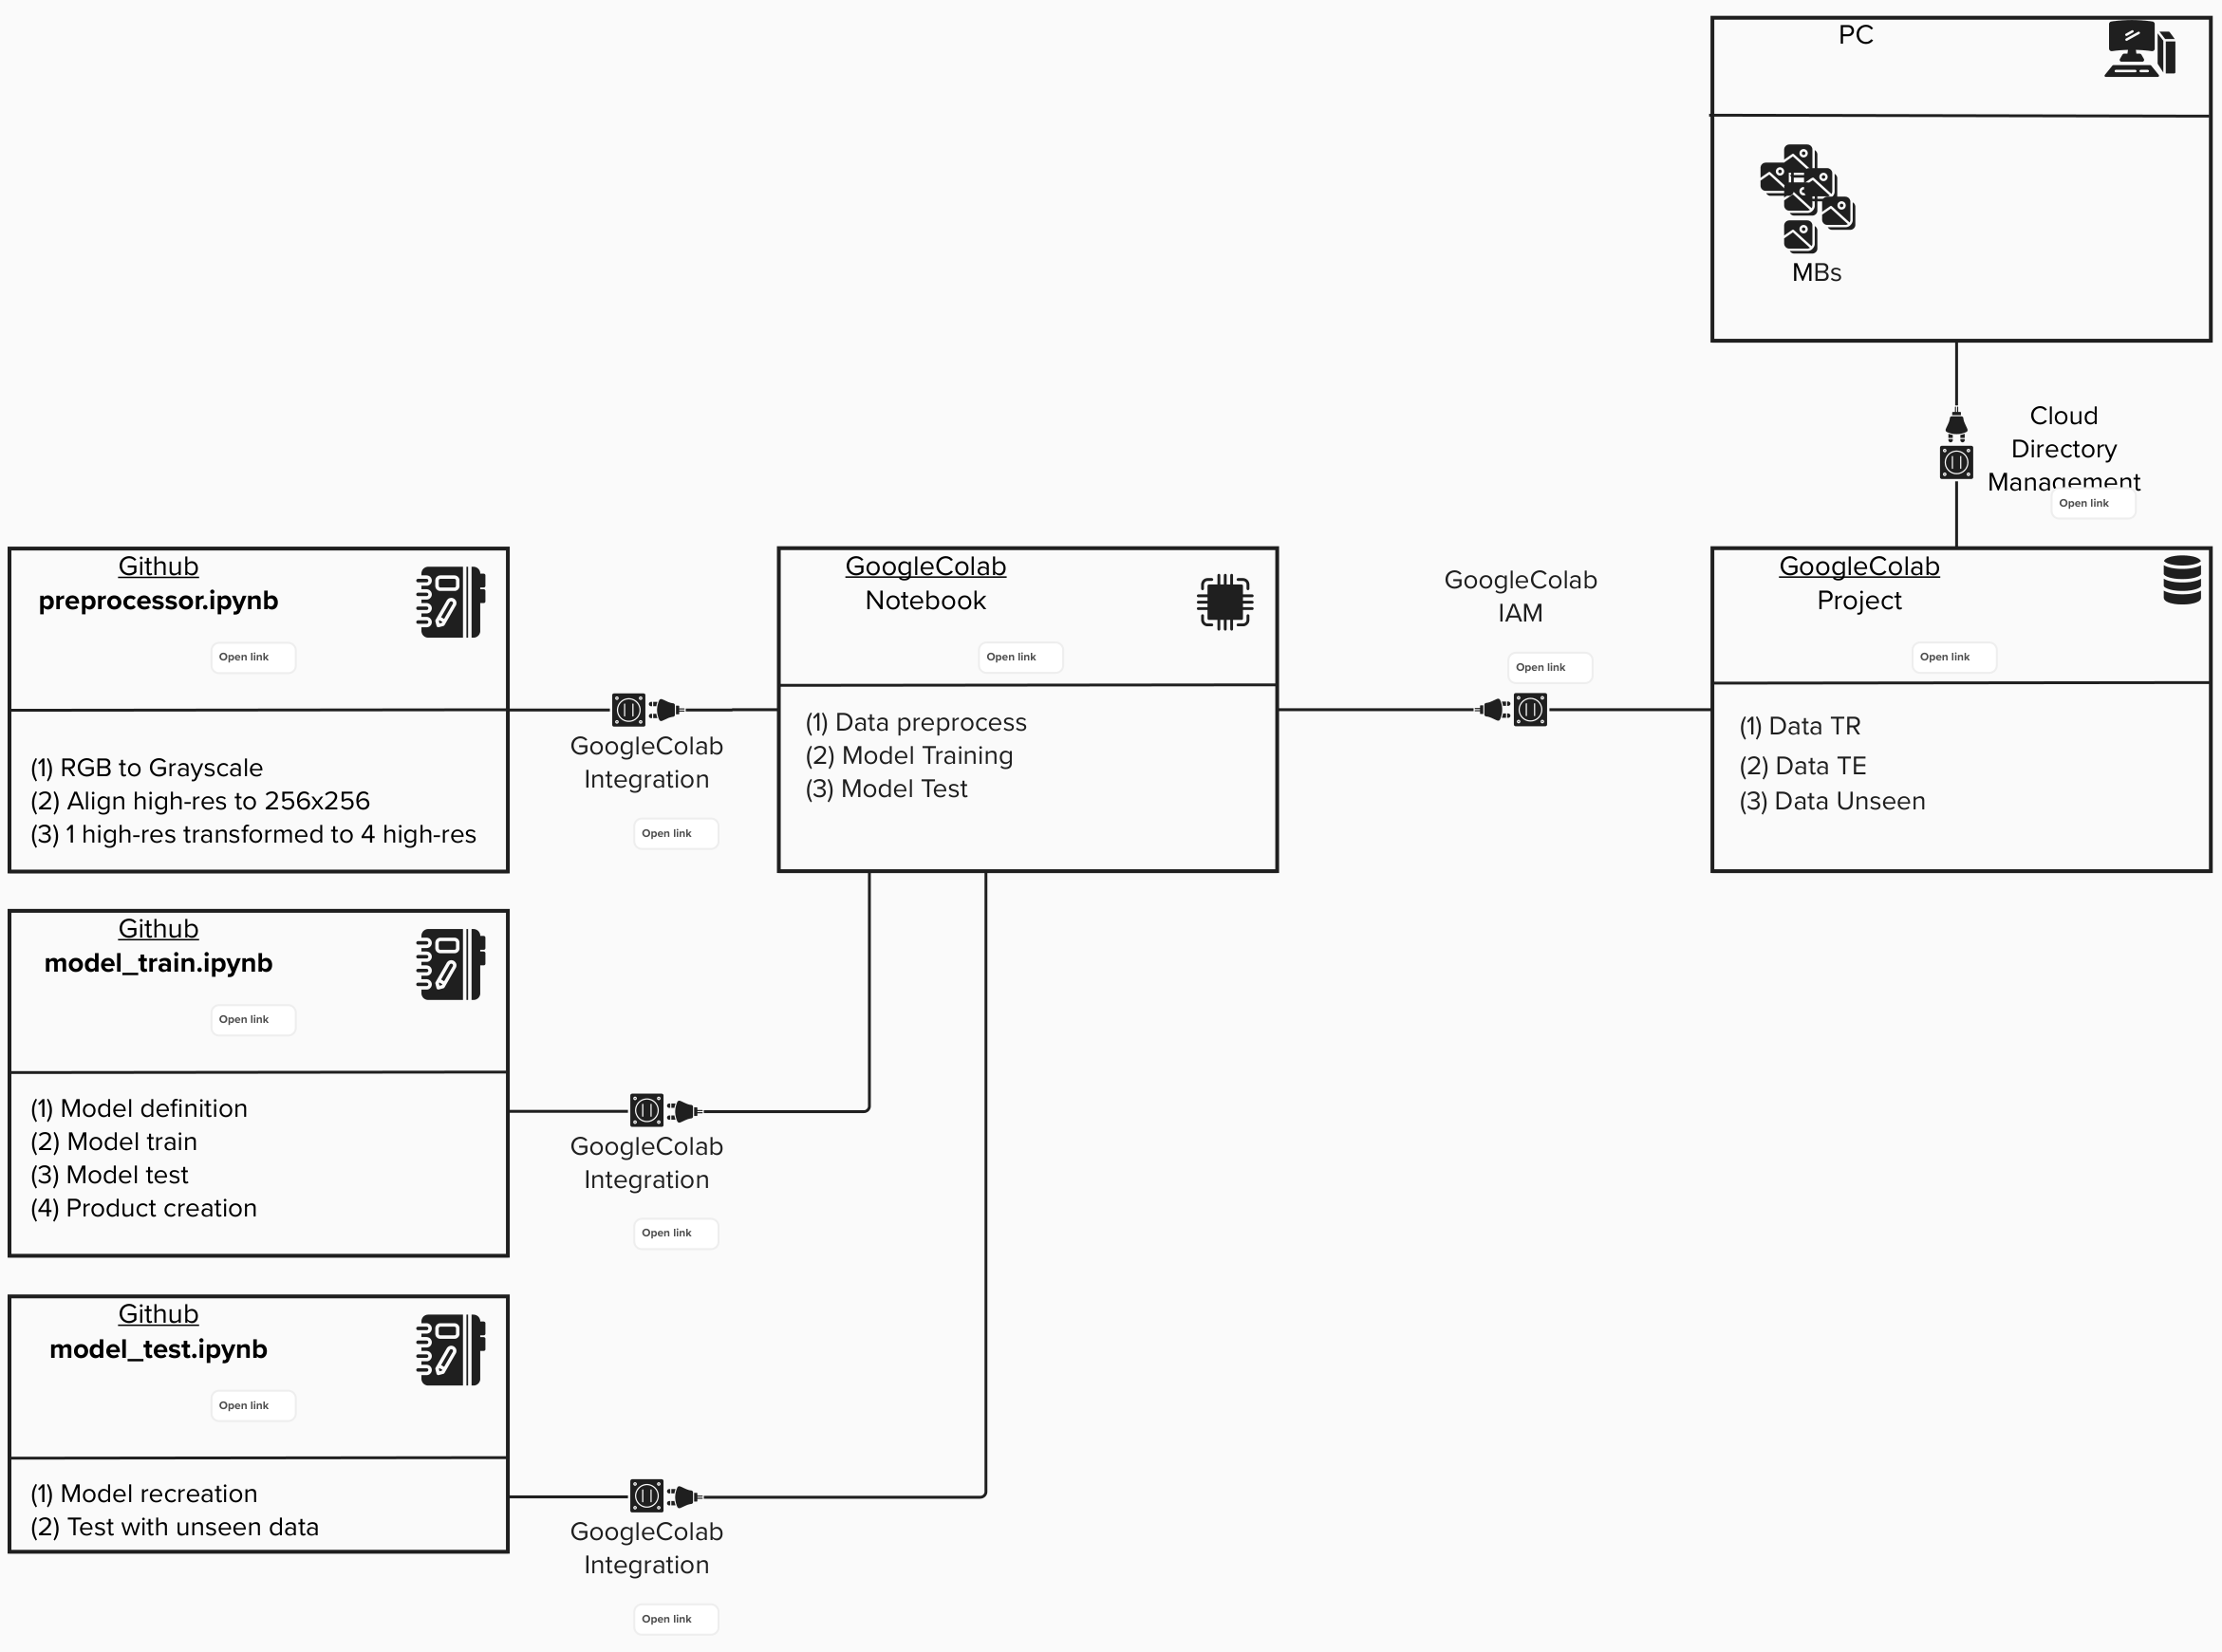 PC
MBs
Cloud
Directory
Management
Open link
Github
preprocessor.ipynb
Open link
(1) RGB to Grayscale
(2) Align high-res to 256x256
(3) 1 high-res transformed to 4 high-res
GoogleColab
Integration
Open link
GoogleColab
Notebook
Open link
(1) Data preprocess
(2) Model Training
(3) Model Test
GoogleColab
IAM
Open link
GoogleColab
Project
Open link
(1) Data TR
(2) Data TE
(3) Data Unseen
Github
model_train.ipynb
Open link
(1) Model definition
(2) Model train
(3) Model test
(4) Product creation
GoogleColab
Integration
Open link
Github
model_test.ipynb
Open link
(1) Model recreation
(2) Test with unseen data
GoogleColab
Integration
Open link